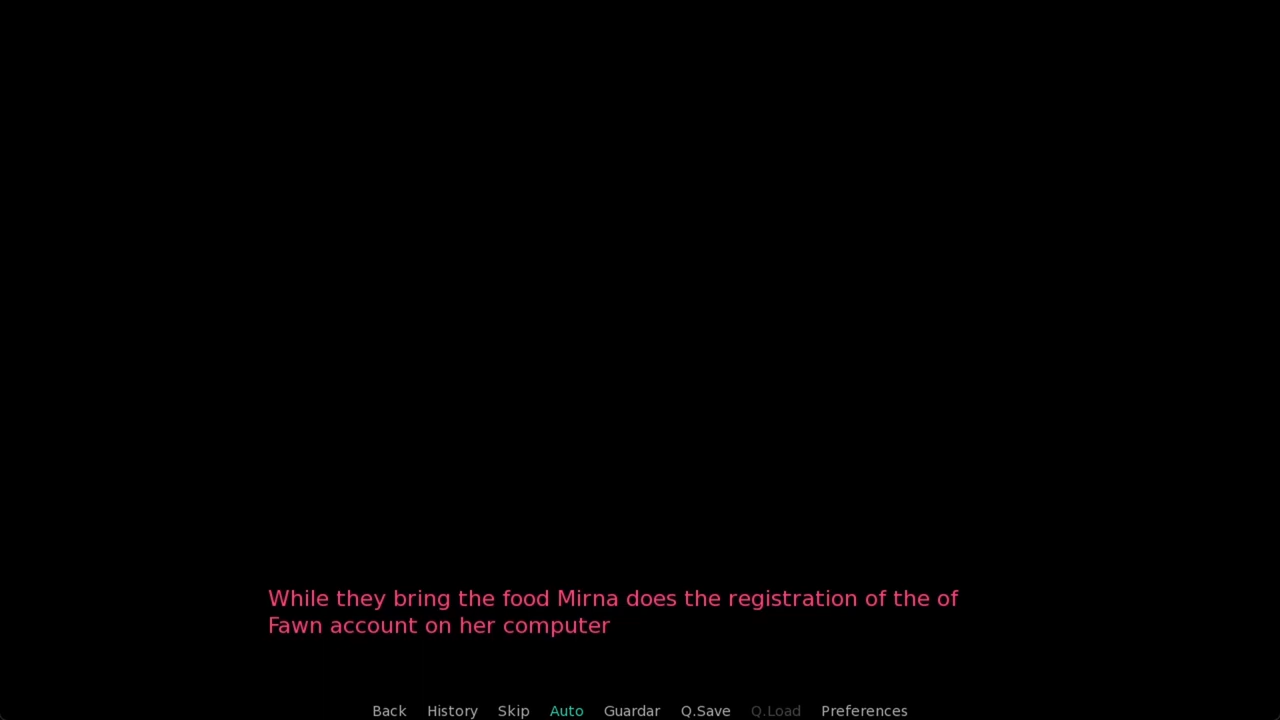 While they bring the food Mirna does the registration of the of
Fawn account on her computer
Back History Skip Auto Guardar Q.Save Q.Load Preferences